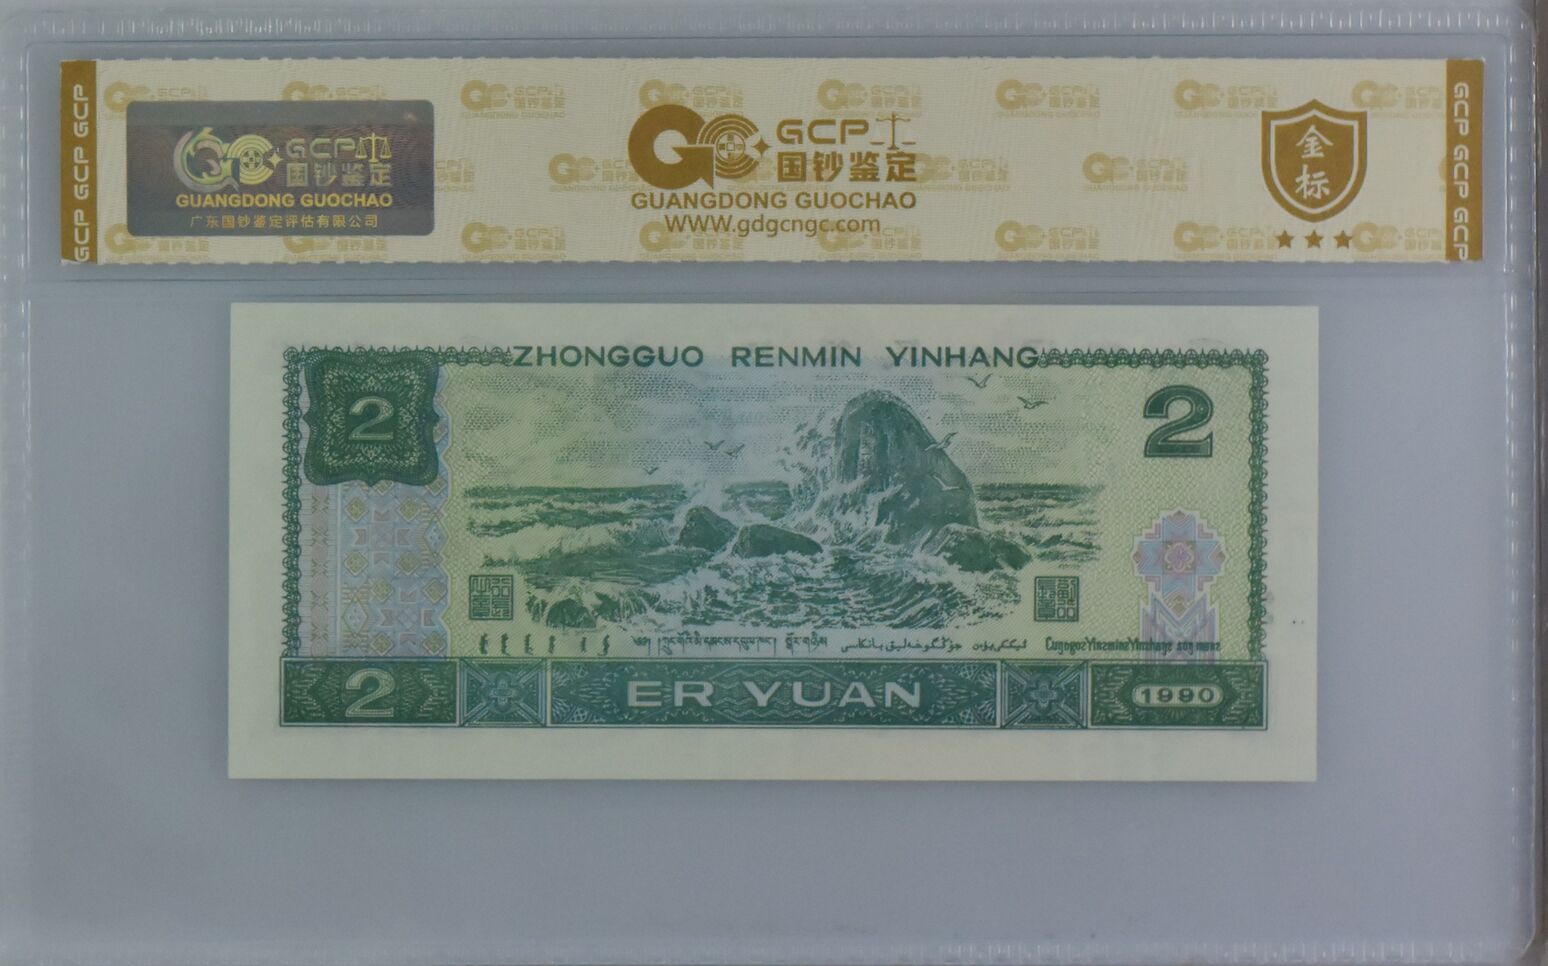 GCP GCP GCP
GCP
国钞鉴定
GUANGDONG GUOCHAO
广东国钞鉴定评估有限公司
GCP
国钞鉴定
GUANGDONG GUOCHAO
WWW.gdgcngc.com
金标
GCP GCP GCP
ZHONGGUO RENMIN YINHANG
2
2
2
ER YUAN
1990